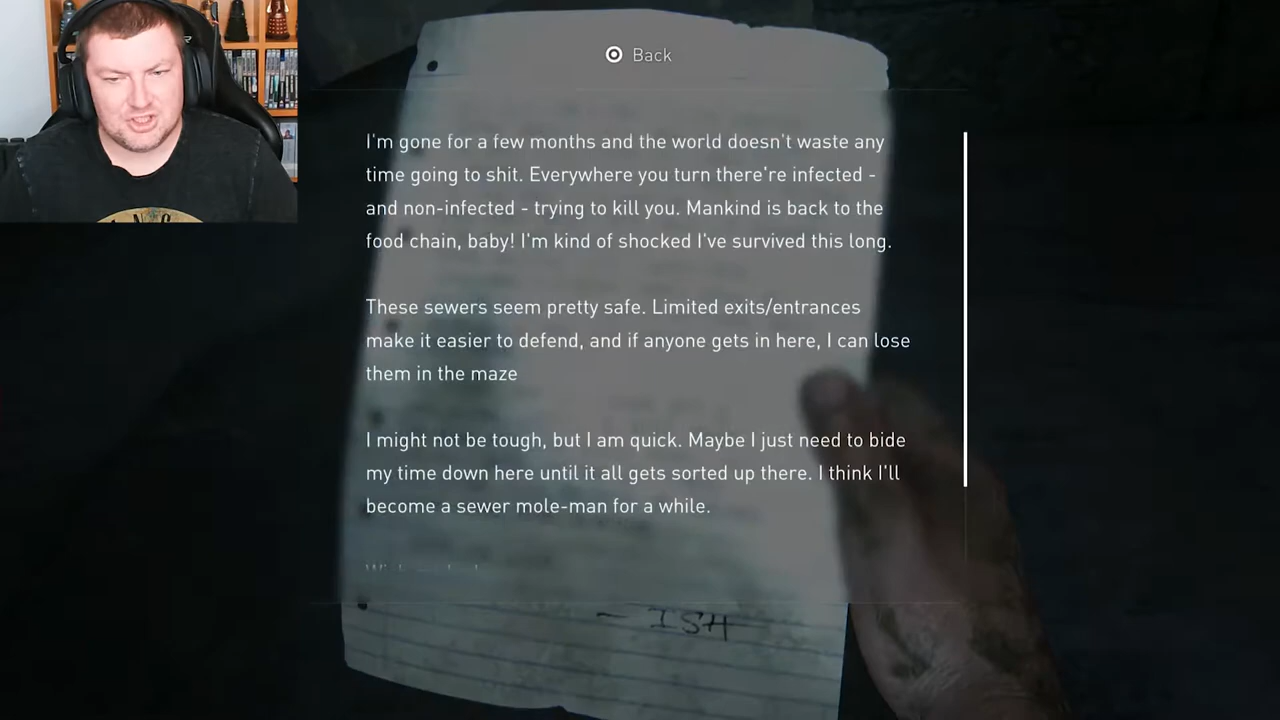 Back
I'm gone for a few months and the world doesn't waste any
time going to shit. Everywhere you turn there're infected -
and non-infected - trying to kill you. Mankind is back to the
food chain, baby! I'm kind of shocked I've survived this long.
These sewers seem pretty safe. Limited exits/entrances
make it easier to defend, and if anyone gets in here, I can lose
them in the maze
I might not be tough, but I am quick. Maybe I just need to bide
my time down here until it all gets sorted up there. I think I'll
become a sewer mole-man for a while.
- ISH